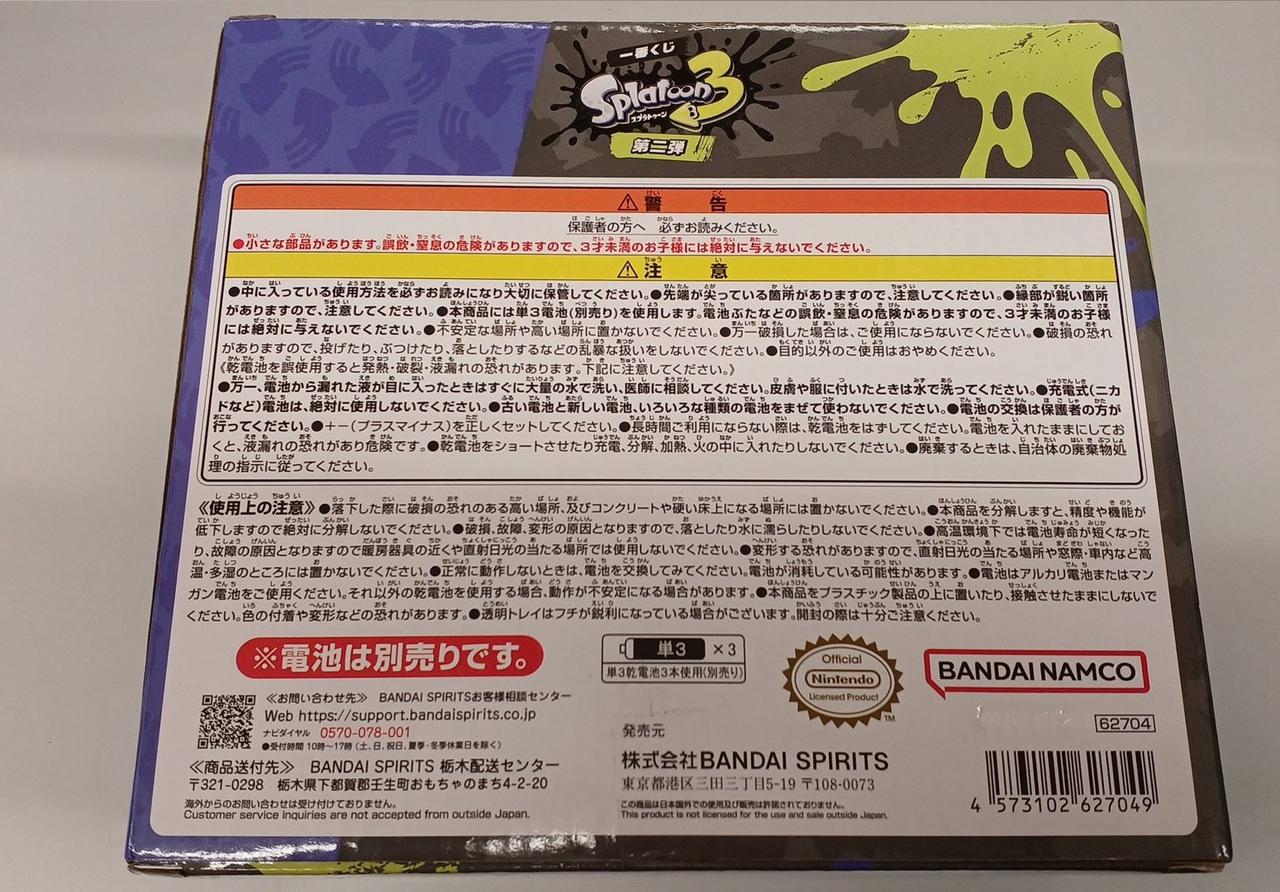 一番くじ
Splatoon3
スプラトゥーン
第二弾
⚠警告
保護者の方へ 必ずお読みください。
●小さな部品があります。誤飲・窒息の危険がありますので、3才未満のお子様には絶対に与えないでください。
⚠注意
●中に入っている使用方法を必ずお読みになり大切に保管してください。●先端が尖っている箇所がありますので、注意してください。●縁部が鋭い箇所
がありますので、注意してください。●本商品には単3電池(別売り)を使用します。電池ぶたなどの誤飲・窒息の危険がありますので、3才未満のお子様
には絶対に与えないでください。●不安定な場所や高い場所に置かないでください。●万一破損した場合は、ご使用にならないでください。●破損の恐れ
がありますので、投げたり、ぶつけたり、落としたりするなどの乱暴な扱いをしないでください。●目的以外のご使用はおやめください。
《乾電池を誤使用すると発熱・破裂・液漏れの恐れがあります。下記に注意してください。》
●万一、電池から漏れた液が目に入ったときはすぐに大量の水で洗い、医師に相談してください。皮膚や服に付いたときは水で洗ってください。●充電式(ニカ
ドなど)電池は、絶対に使用しないでください。●古い電池と新しい電池、いろいろな種類の電池をまぜて使わないでください。●電池の交換は保護者の方が
行ってください。●+-(プラスマイナス)を正しくセットしてください。●長時間ご利用にならない際は、乾電池をはずしてください。電池を入れたままにしてお
くと、液漏れの恐れがあり危険です。●乾電池をショートさせたり充電、分解、加熱、火の中に入れたりしないでください。●廃棄するときは、自治体の廃棄物処
理の指示に従ってください。
《使用上の注意》●落下した際に破損の恐れのある高い場所、及びコンクリートや硬い床上になる場所には置かないでください。●本商品を分解しますと、精度や機能が
低下しますので絶対に分解しないでください。●破損、故障、変形の原因となりますので、落としたり水に濡らしたりしないでください。●高温環境下では電池寿命が短くなった
り、故障の原因となりますので暖房器具の近くや直射日光の当たる場所では使用しないでください。●変形する恐れがありますので、直射日光の当たる場所や窓際・車内など高
温・多湿のところには置かないでください。●正常に動作しないときは、電池を交換してみてください。電池が消耗している可能性があります。●電池はアルカリ電池またはマン
ガン電池をご使用ください。それ以外の乾電池を使用する場合、動作が不安定になる場合があります。●本商品をプラスチック製品の上に置いたり、接触させたままにしないで
ください。色の付着や変形などの恐れがあります。●透明トレイはフチが鋭利になっている場合がございます。開封の際は十分ご注意ください。
※電池は別売りです。
単3 ×3
単3乾電池3本使用(別売り)
Official
Nintendo
Licensed Product
TM
BANDAI NAMCO
《お問い合わせ先》 BANDAI SPIRITSお客様相談センター
Web https://support.bandaispirits.co.jp
ナビダイヤル 0570-078-001
●受付時間 10時〜17時(土、日、祝日、夏季・冬季休業日を除く)
《商品送付先》 BANDAI SPIRITS 栃木配送センター
〒321-0298 栃木県下都賀郡壬生町おもちゃのまち4-2-20
海外からのお問い合わせは受け付けておりません。
Customer service inquiries are not accepted from outside Japan.
発売元
株式会社BANDAI SPIRITS
東京都港区三田三丁目5-19 〒108-0073
この商品は日本国外での使用及び販売は許諾されておりません。
This product is not licensed for the use and sale outside Japan.
62704
4 573102 627049